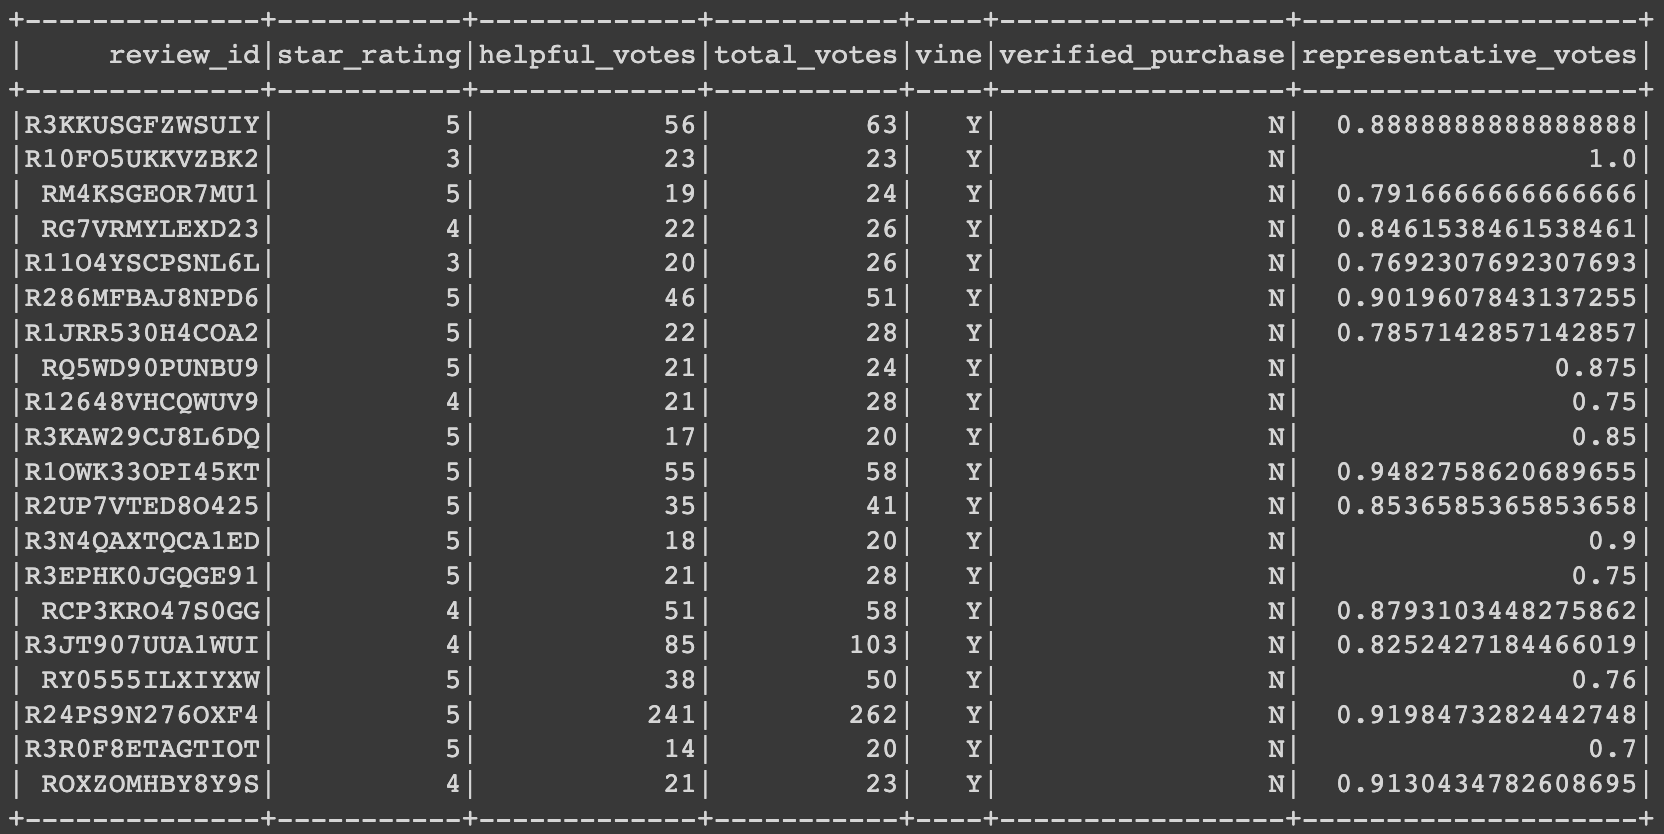 +--------------+-----------+-------------+-----------+----+-----------------+--------------------+
|     review_id|star_rating|helpful_votes|total_votes|vine|verified_purchase|representative_votes|
+--------------+-----------+-------------+-----------+----+-----------------+--------------------+
|R3KKUSGFZWSUIY|          5|           56|         63|   Y|                N|  0.8888888888888888|
|R10FO5UKKVZBK2|          3|           23|         23|   Y|                N|                 1.0|
| RM4KSGEOR7MU1|          5|           19|         24|   Y|                N|  0.7916666666666666|
| RG7VRMYLEXD23|          4|           22|         26|   Y|                N|  0.8461538461538461|
|R11O4YSCPSNL6L|          3|           20|         26|   Y|                N|  0.7692307692307693|
|R286MFBAJ8NPD6|          5|           46|         51|   Y|                N|  0.9019607843137255|
|R1JRR530H4COA2|          5|           22|         28|   Y|                N|  0.7857142857142857|
| RQ5WD90PUNBU9|          5|           21|         24|   Y|                N|               0.875|
|R12648VHCQWUV9|          4|           21|         28|   Y|                N|                0.75|
|R3KAW29CJ8L6DQ|          5|           17|         20|   Y|                N|                0.85|
|R1OWK33OPI45KT|          5|           55|         58|   Y|                N|  0.9482758620689655|
|R2UP7VTED8O425|          5|           35|         41|   Y|                N|  0.8536585365853658|
|R3N4QAXTQCA1ED|          5|           18|         20|   Y|                N|                 0.9|
|R3EPHK0JGQGE91|          5|           21|         28|   Y|                N|                0.75|
| RCP3KRO47S0GG|          4|           51|         58|   Y|                N|  0.8793103448275862|
|R3JT907UUA1WUI|          4|           85|        103|   Y|                N|  0.8252427184466019|
| RY0555ILXIYXW|          5|           38|         50|   Y|                N|                0.76|
|R24PS9N276OXF4|          5|          241|        262|   Y|                N|  0.9198473282442748|
|R3R0F8ETAGTIOT|          5|           14|         20|   Y|                N|                 0.7|
| ROXZOMHBY8Y9S|          4|           21|         23|   Y|                N|  0.9130434782608695|
+--------------+-----------+-------------+-----------+----+-----------------+--------------------+